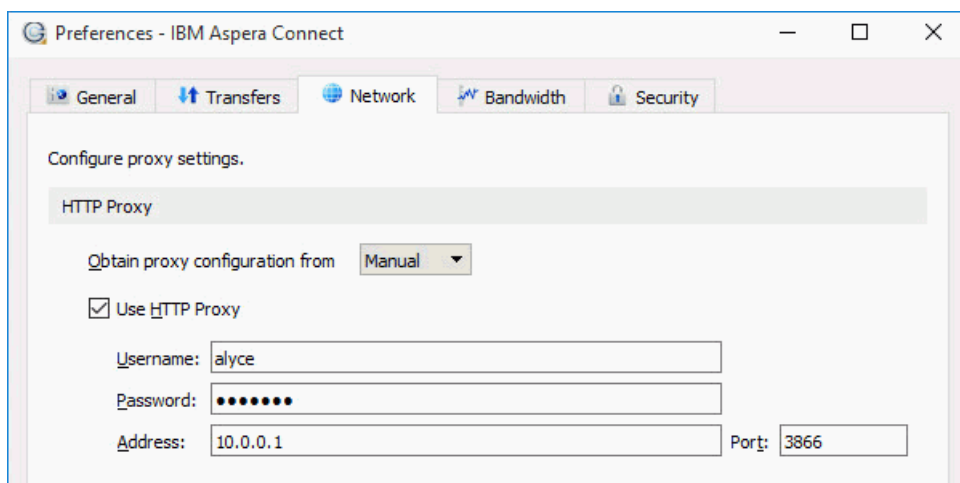 Preferences - IBM Aspera Connect
General Transfers Network Bandwidth Security
Configure proxy settings.
HTTP Proxy
Obtain proxy configuration from Manual
Use HTTP Proxy
Username: alyce
Password: •••••••
Address: 10.0.0.1 Port: 3866